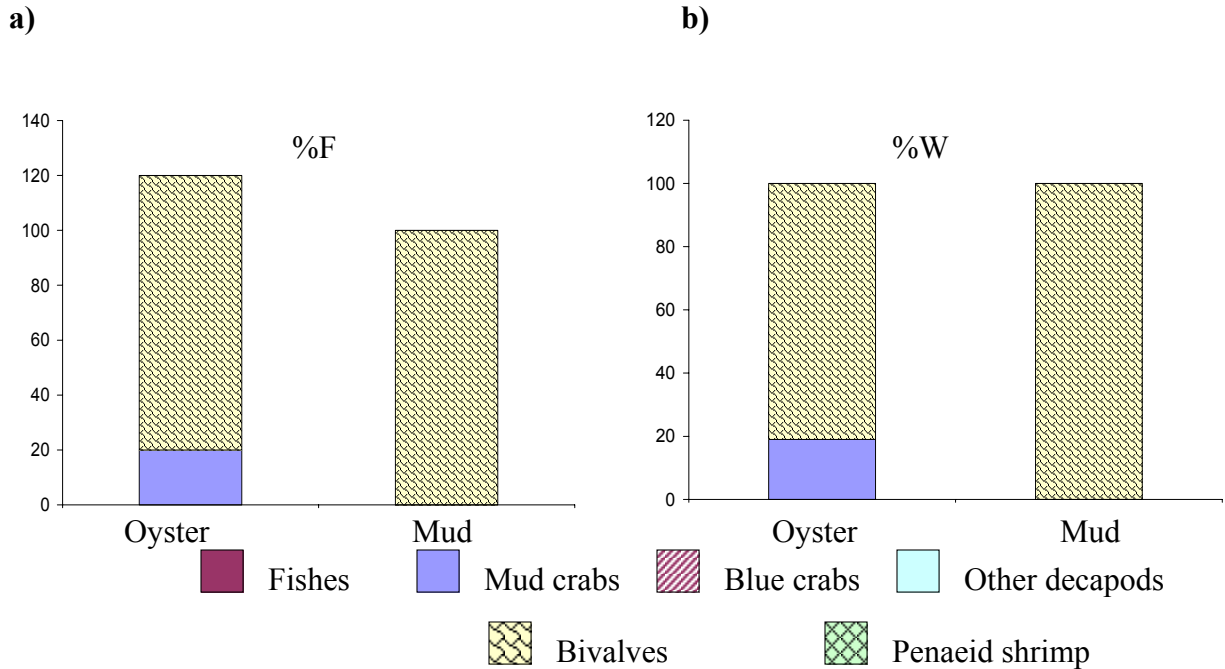 a)
b)
%F
140
120
100
80
60
40
20
0
Oyster Mud
%W
120
100
80
60
40
20
0
Oyster Mud
Fishes Mud crabs Blue crabs Other decapods
Bivalves Penaeid shrimp